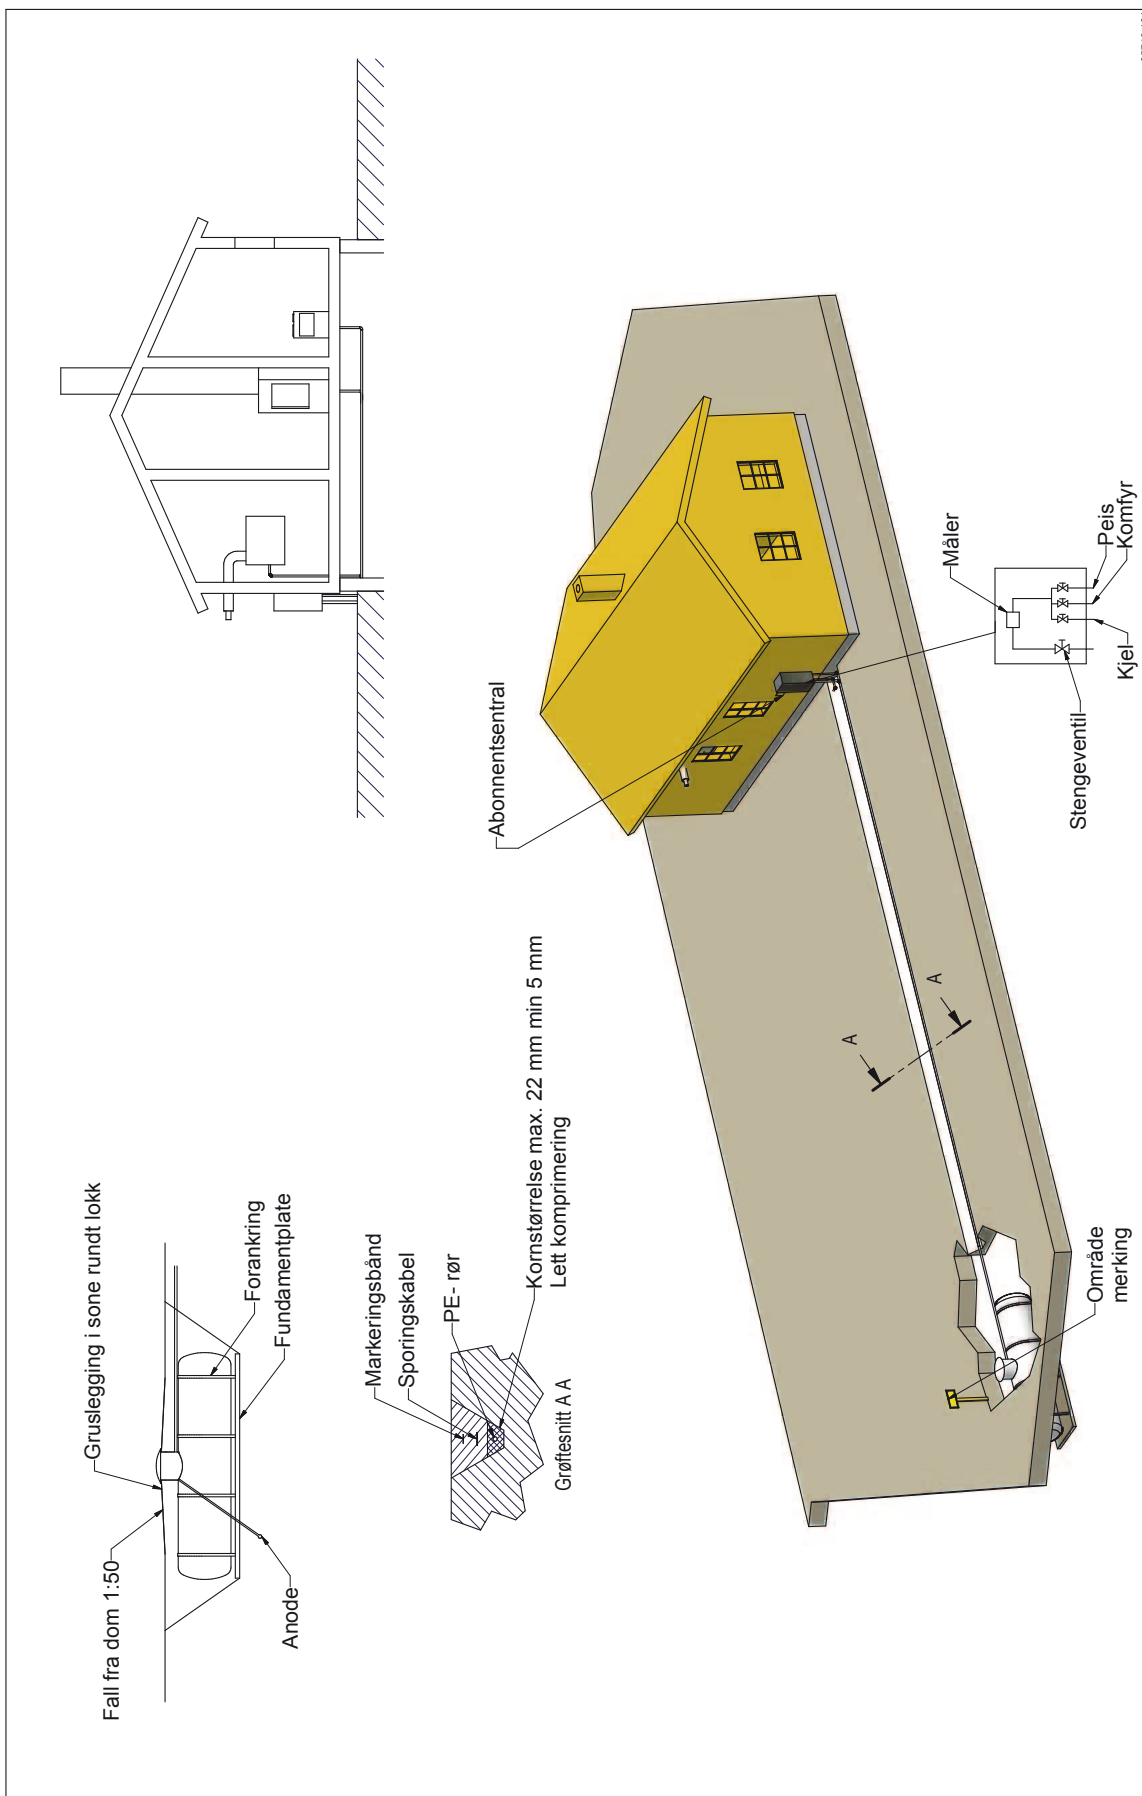 Fall fra dom 1:50
Gruslegging i sone rundt lokk
Anode
Forankring
Fundamentplate
Markeringsbånd
Sporingskabel
PE- rør
Kornstørrelse max. 22 mm min 5 mm
Lett komprimering
Grøftesnitt A A
Abonnentsentral
A
A
Område
merking
Måler
Stengeventil
Kjel
Peis
Komfyr